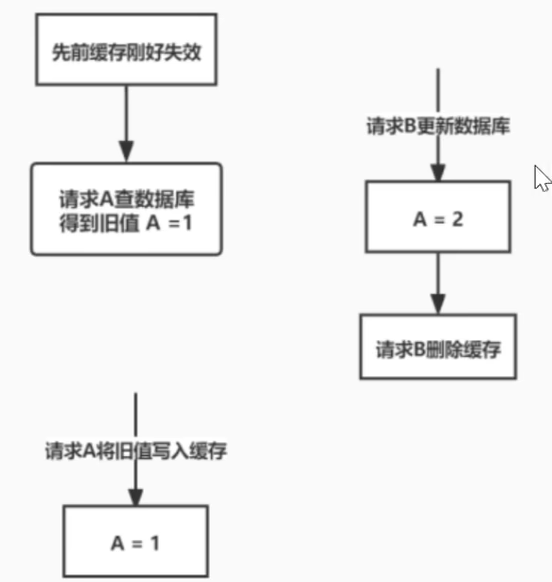 先前缓存刚好失效
请求A查数据库
得到旧值 A =1
请求B更新数据库
A = 2
请求B删除缓存
请求A将旧值写入缓存
A = 1